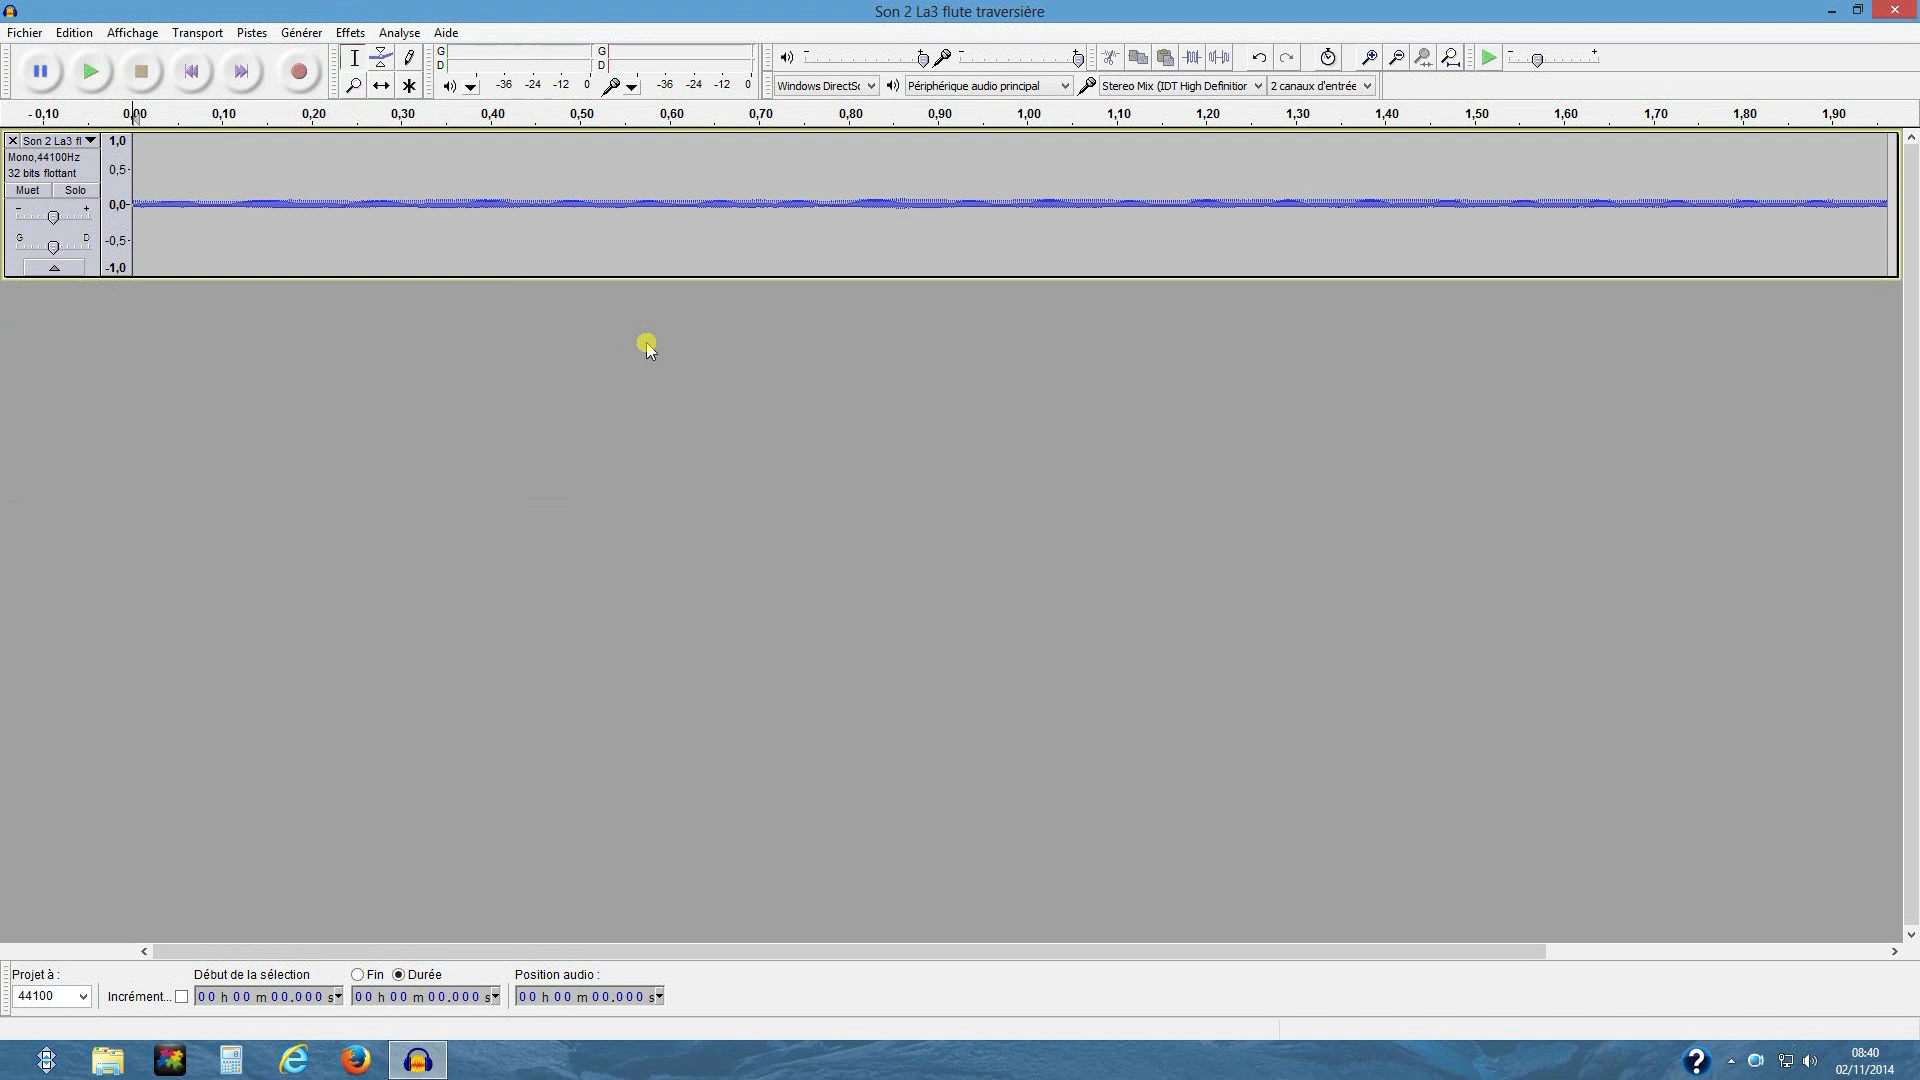 Son 2 La3 flute traversière
Fichier Edition Affichage Transport Pistes Générer Effets Analyse Aide
G G
D D
-36 -24 -12 0 -36 -24 -12 0
Windows DirectSo Périphérique audio principal Stereo Mix (IDT High Definition 2 canaux d'entrée
-0,10 0,00 0,10 0,20 0,30 0,40 0,50 0,60 0,70 0,80 0,90 1,00 1,10 1,20 1,30 1,40 1,50 1,60 1,70 1,80 1,90
Son 2 La3 fl 1,0
Mono,44100Hz
32 bits flottant 0,5
Muet Solo
- + 0,0
G D -0,5
-1,0
Projet à : Début de la sélection Fin Durée Position audio :
44100 Incrément... 00 h 00 m 00.000 s 00 h 00 m 00.000 s 00 h 00 m 00.000 s
08:40
02/11/2014